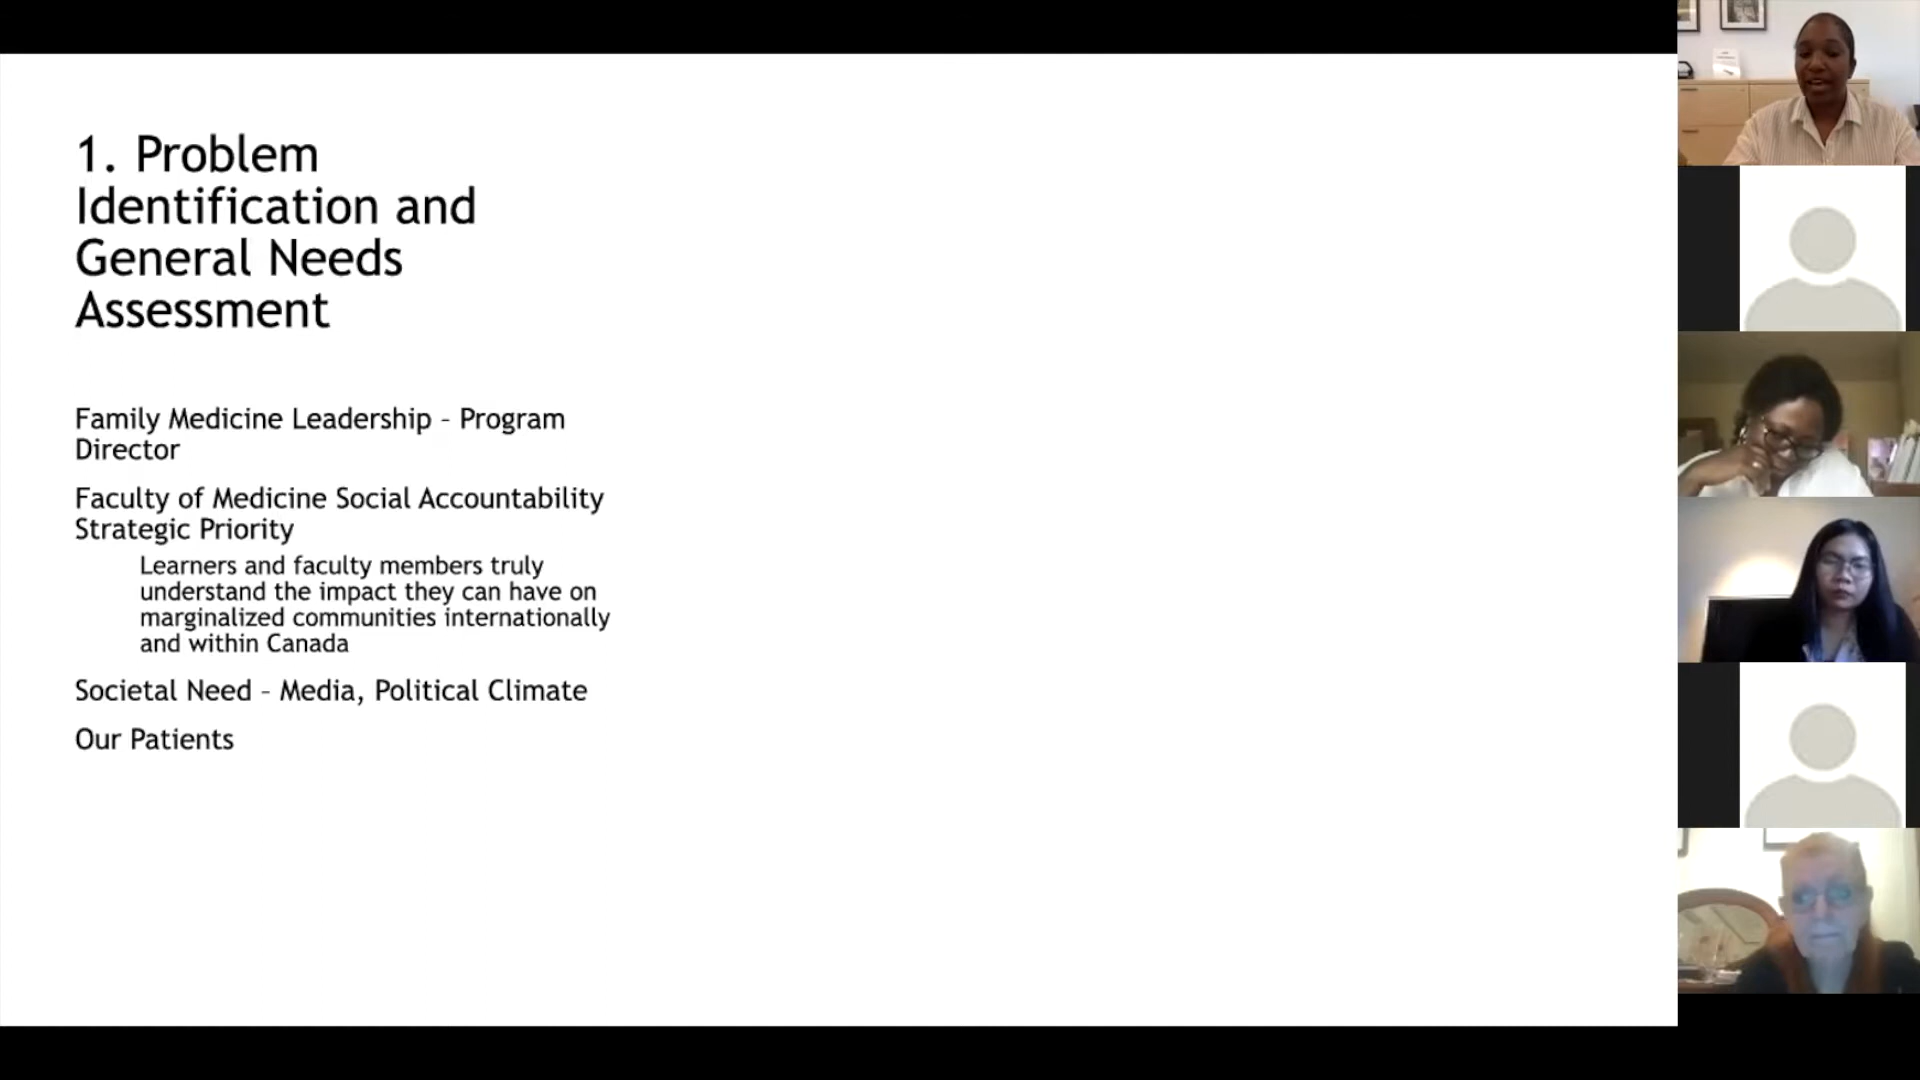 1. Problem
Identification and
General Needs
Assessment
Family Medicine Leadership – Program
Director
Faculty of Medicine Social Accountability
Strategic Priority
Learners and faculty members truly
understand the impact they can have on
marginalized communities internationally
and within Canada
Societal Need – Media, Political Climate
Our Patients